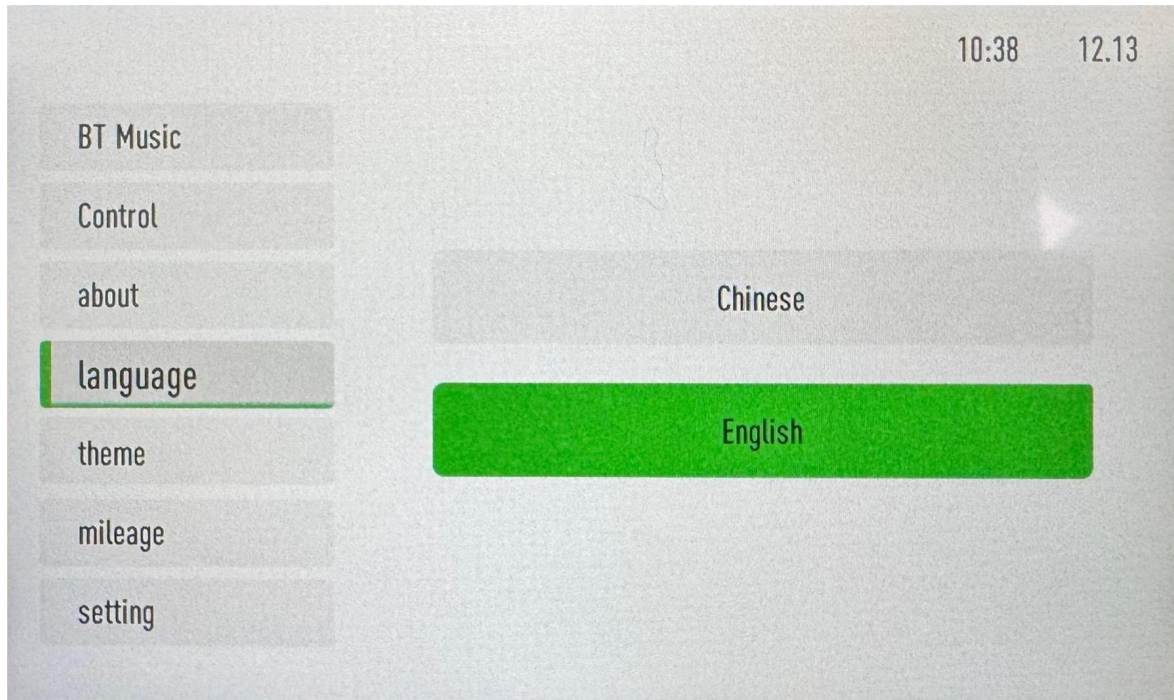 10:38 12.13
BT Music
Control
about
language
theme
mileage
setting
Chinese
English